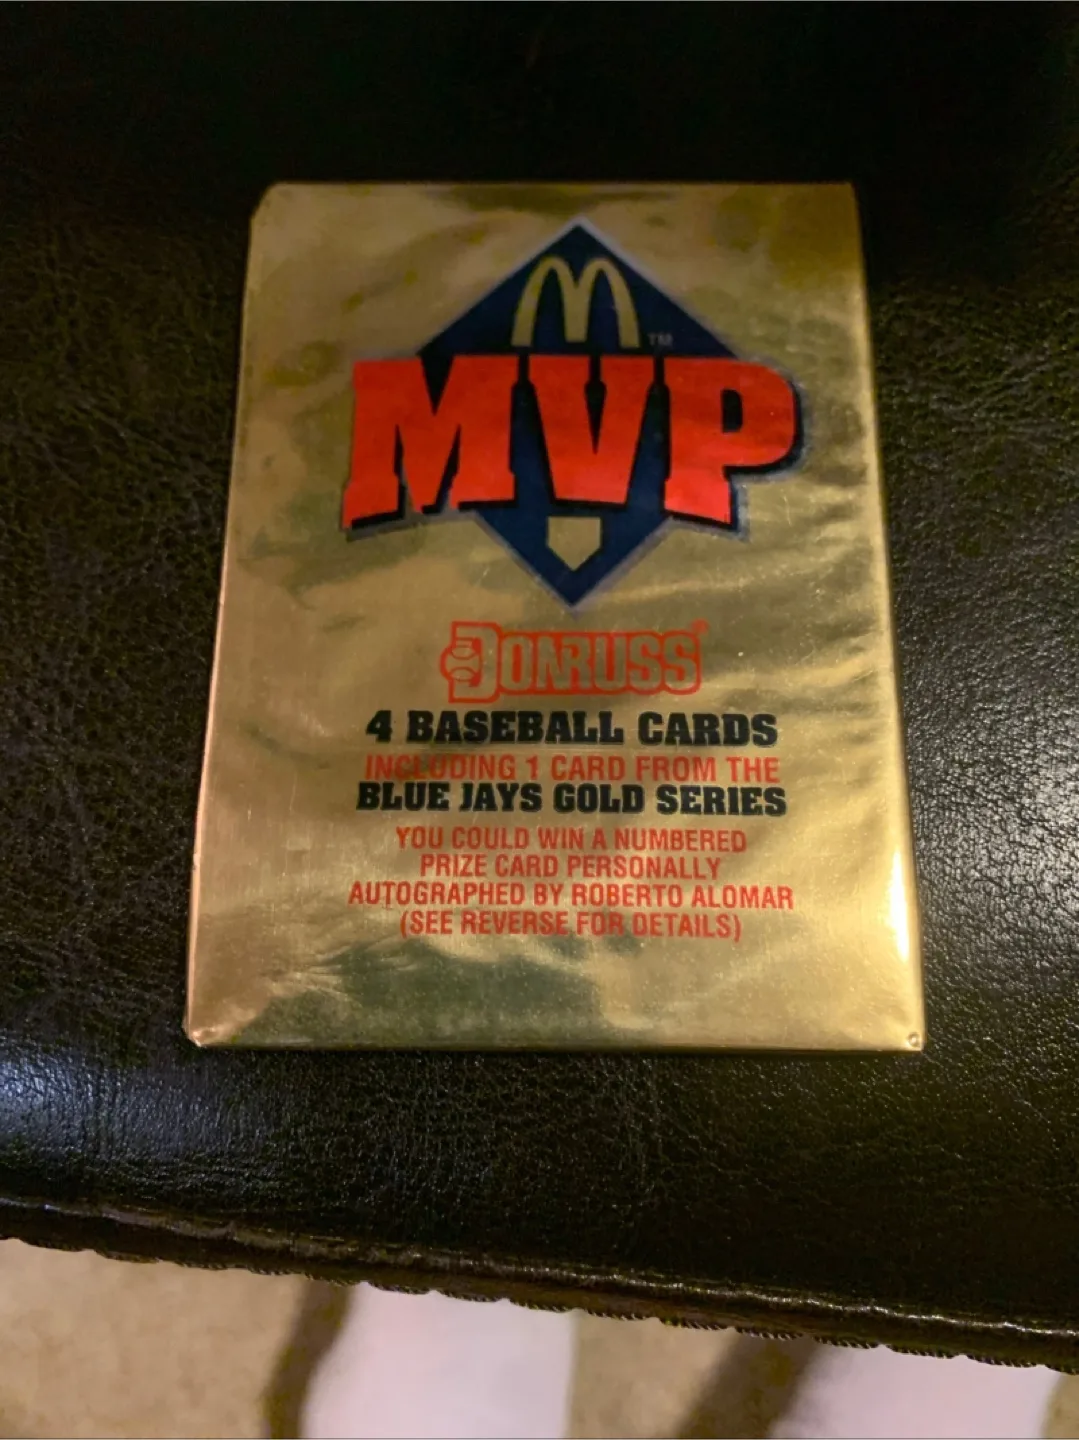 M™
MVP
DONRUSS®
4 BASEBALL CARDS
INCLUDING 1 CARD FROM THE
BLUE JAYS GOLD SERIES
YOU COULD WIN A NUMBERED
PRIZE CARD PERSONALLY
AUTOGRAPHED BY ROBERTO ALOMAR
(SEE REVERSE FOR DETAILS)